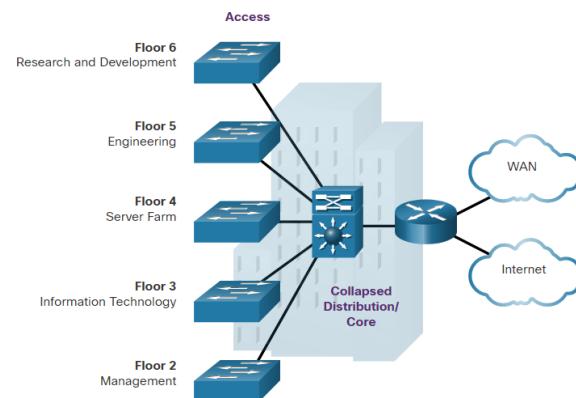 Access
Floor 6
Research and Development
Floor 5
Engineering
Floor 4
Server Farm
Floor 3
Information Technology
Floor 2
Management
Collapsed
Distribution/
Core
WAN
Internet